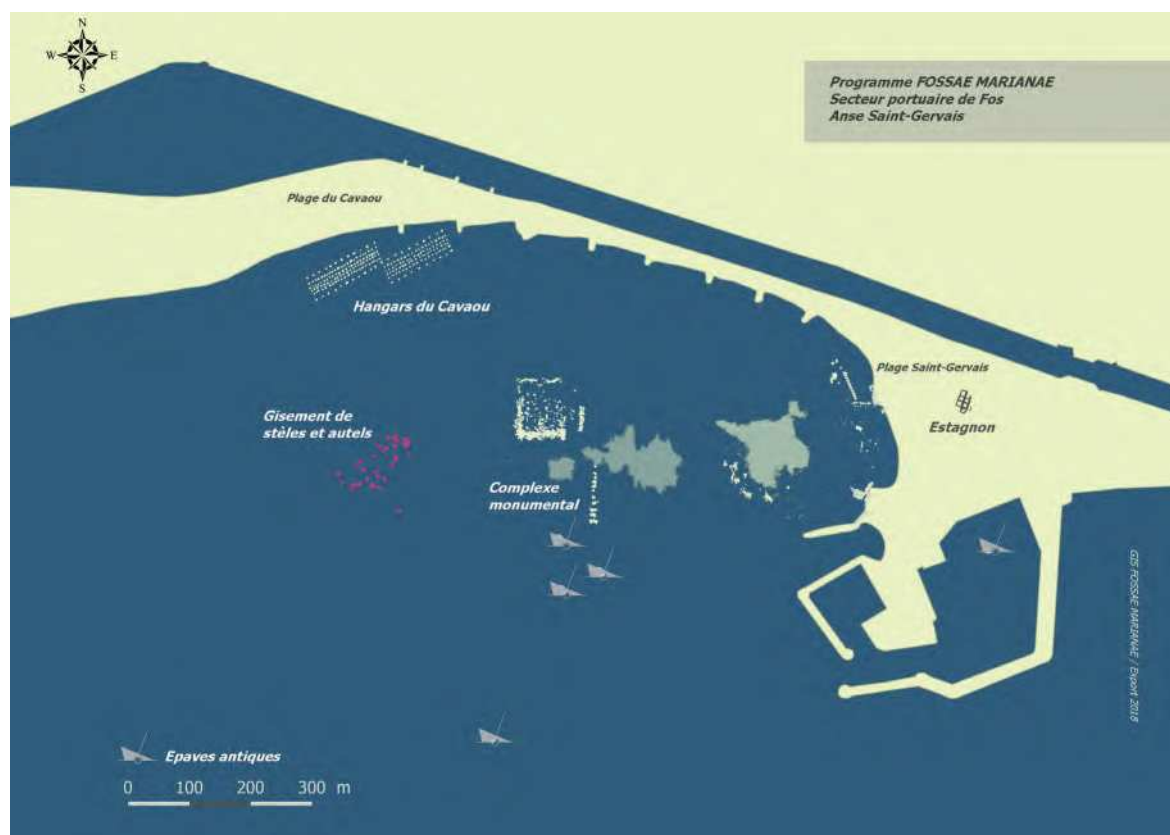 N
W
E
S
Programme FOSSAE MARIANAE
Secteur portuaire de Fos
Anse Saint-Gervais
Plage du Cavaou
Hangars du Cavaou
Plage Saint-Gervais
Estagnon
Gisement de
stèles et autels
Complexe
monumental
GIS FOSSAE MARIANAE / Export 2018
Epaves antiques
0 100 200 300 m